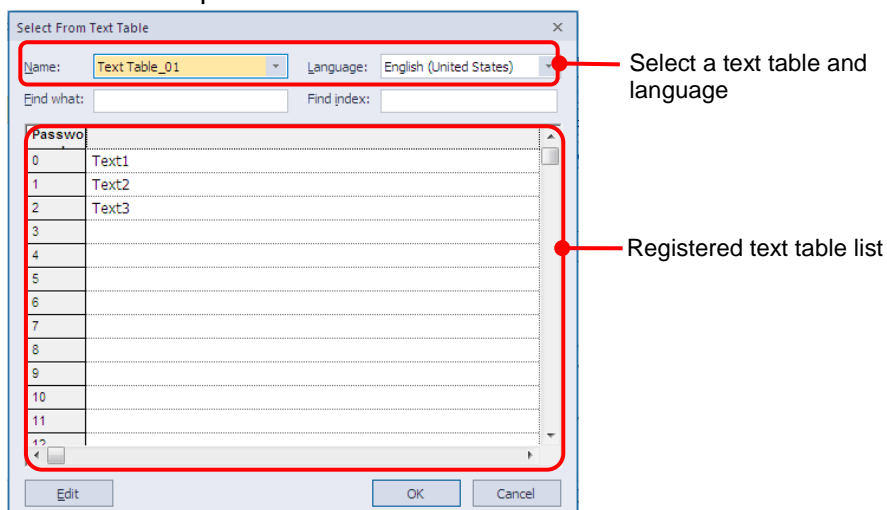 Select From Text Table
Name: Text Table_01 Language: English (United States)
Select a text table and
language
Find what: Find index:
Passwo
0 Text1
1 Text2
2 Text3
3
4
5
Registered text table list
6
7
8
9
10
11
12
Edit OK Cancel